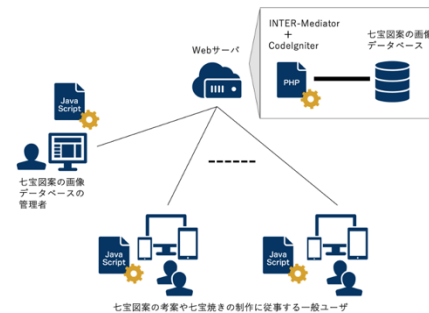 INTER-Mediator
+
CodeIgniter
七宝図案の画像
データベース
Webサーバ
PHP
Java
Script
七宝図案の画像
データベースの
管理者
Java
Script
Java
Script
七宝図案の考案や七宝焼きの制作に従事する一般ユーザ